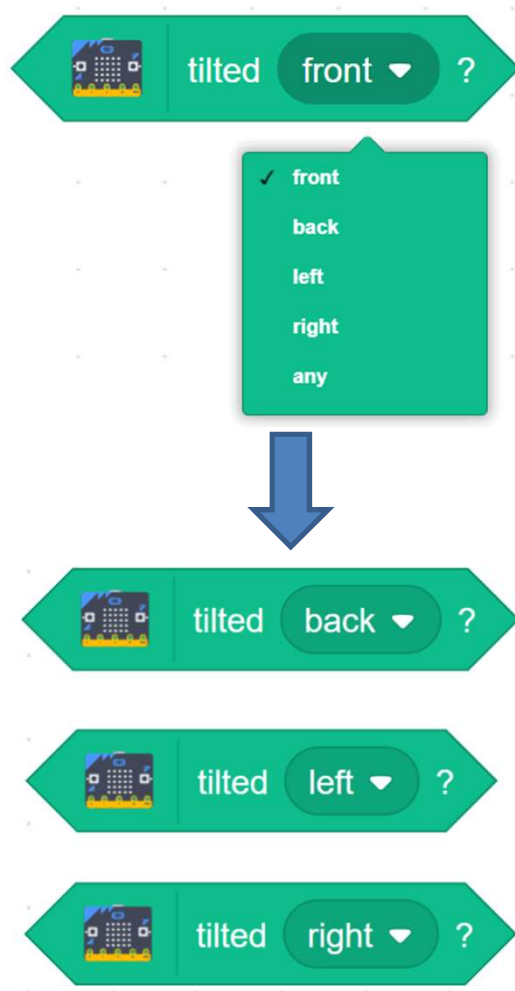 tilted front ?
✓ front
back
left
right
any
tilted back ?
tilted left ?
tilted right ?